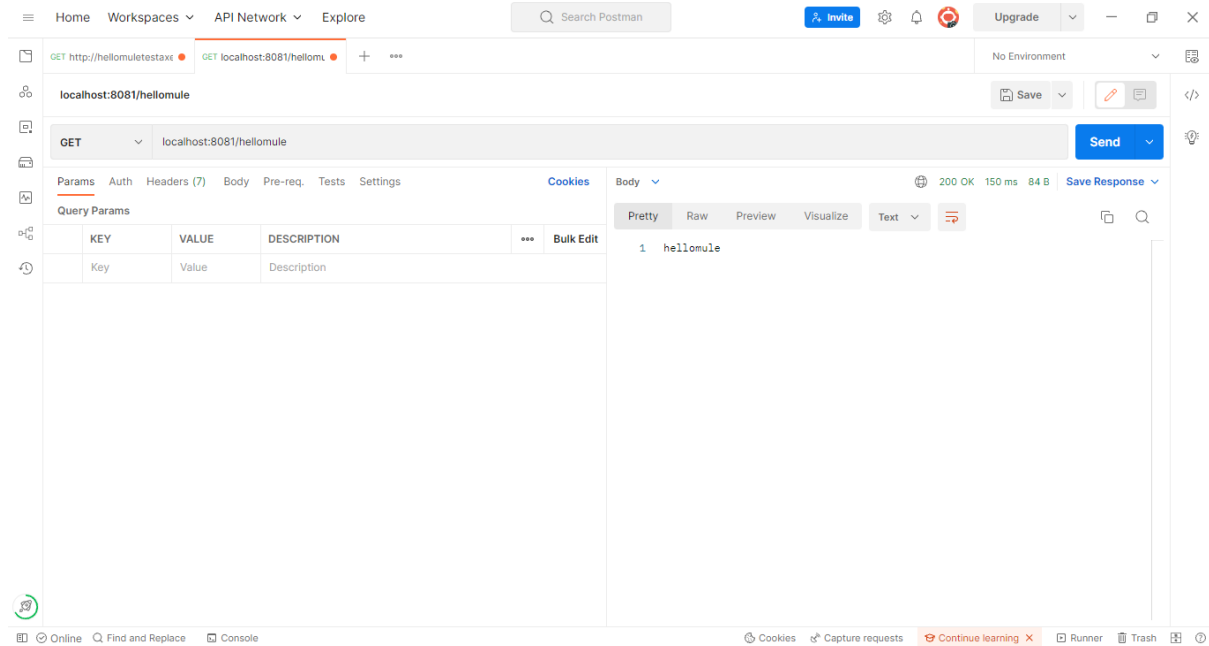 Home Workspaces API Network Explore Search Postman Invite Upgrade
GET http://hellomuletestaxe GET localhost:8081/hellomu No Environment
localhost:8081/hellomule Save
GET localhost:8081/hellomule Send
Params Auth Headers (7) Body Pre-req. Tests Settings Cookies Body 200 OK 150 ms 84 B Save Response
Query Params Pretty Raw Preview Visualize Text
KEY VALUE DESCRIPTION Bulk Edit
1 hellomule
Key Value Description
Online Find and Replace Console Cookies Capture requests Continue learning Runner Trash